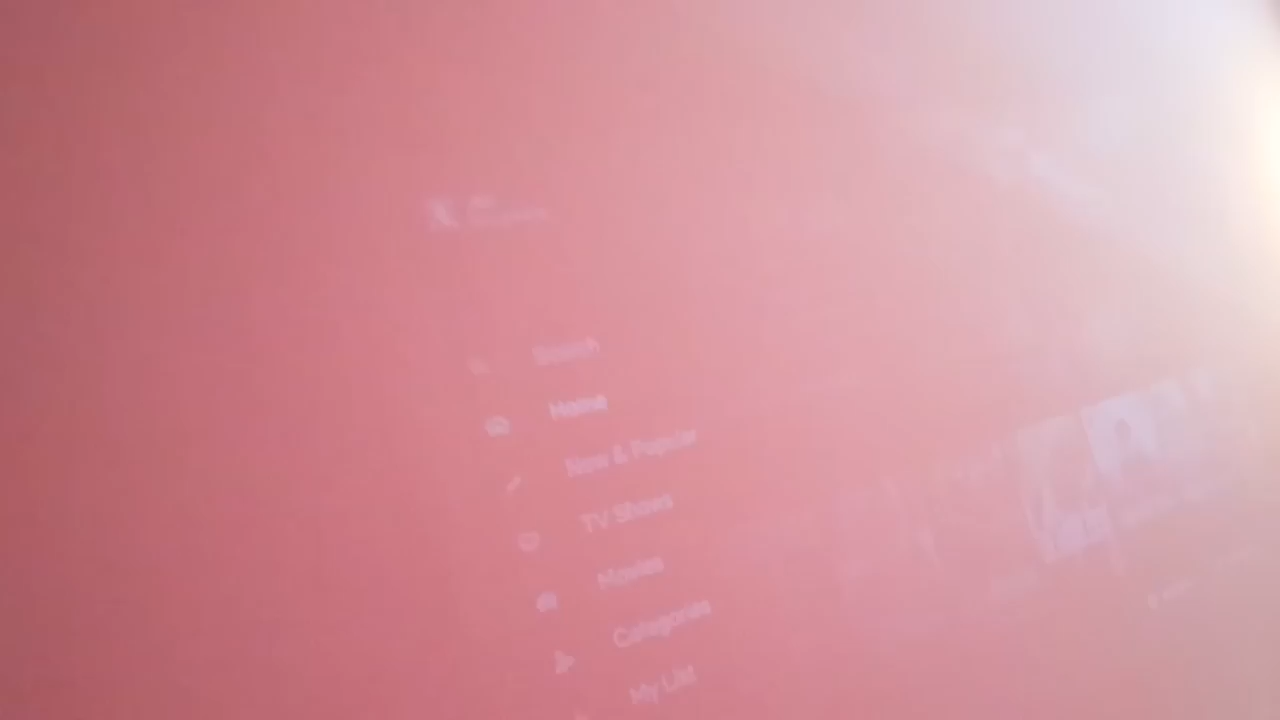 Search
Home
New & Popular
TV Shows
Movies
Categories
My List